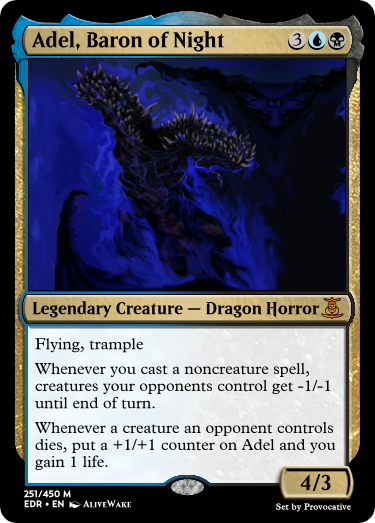 Adel, Baron of Night 3
Legendary Creature — Dragon Horror
Flying, trample
Whenever you cast a noncreature spell,
creatures your opponents control get -1/-1
until end of turn.
Whenever a creature an opponent controls
dies, put a +1/+1 counter on Adel and you
gain 1 life.
4/3
251/450 M
EDR • EN AliveWake
Set by Provocative